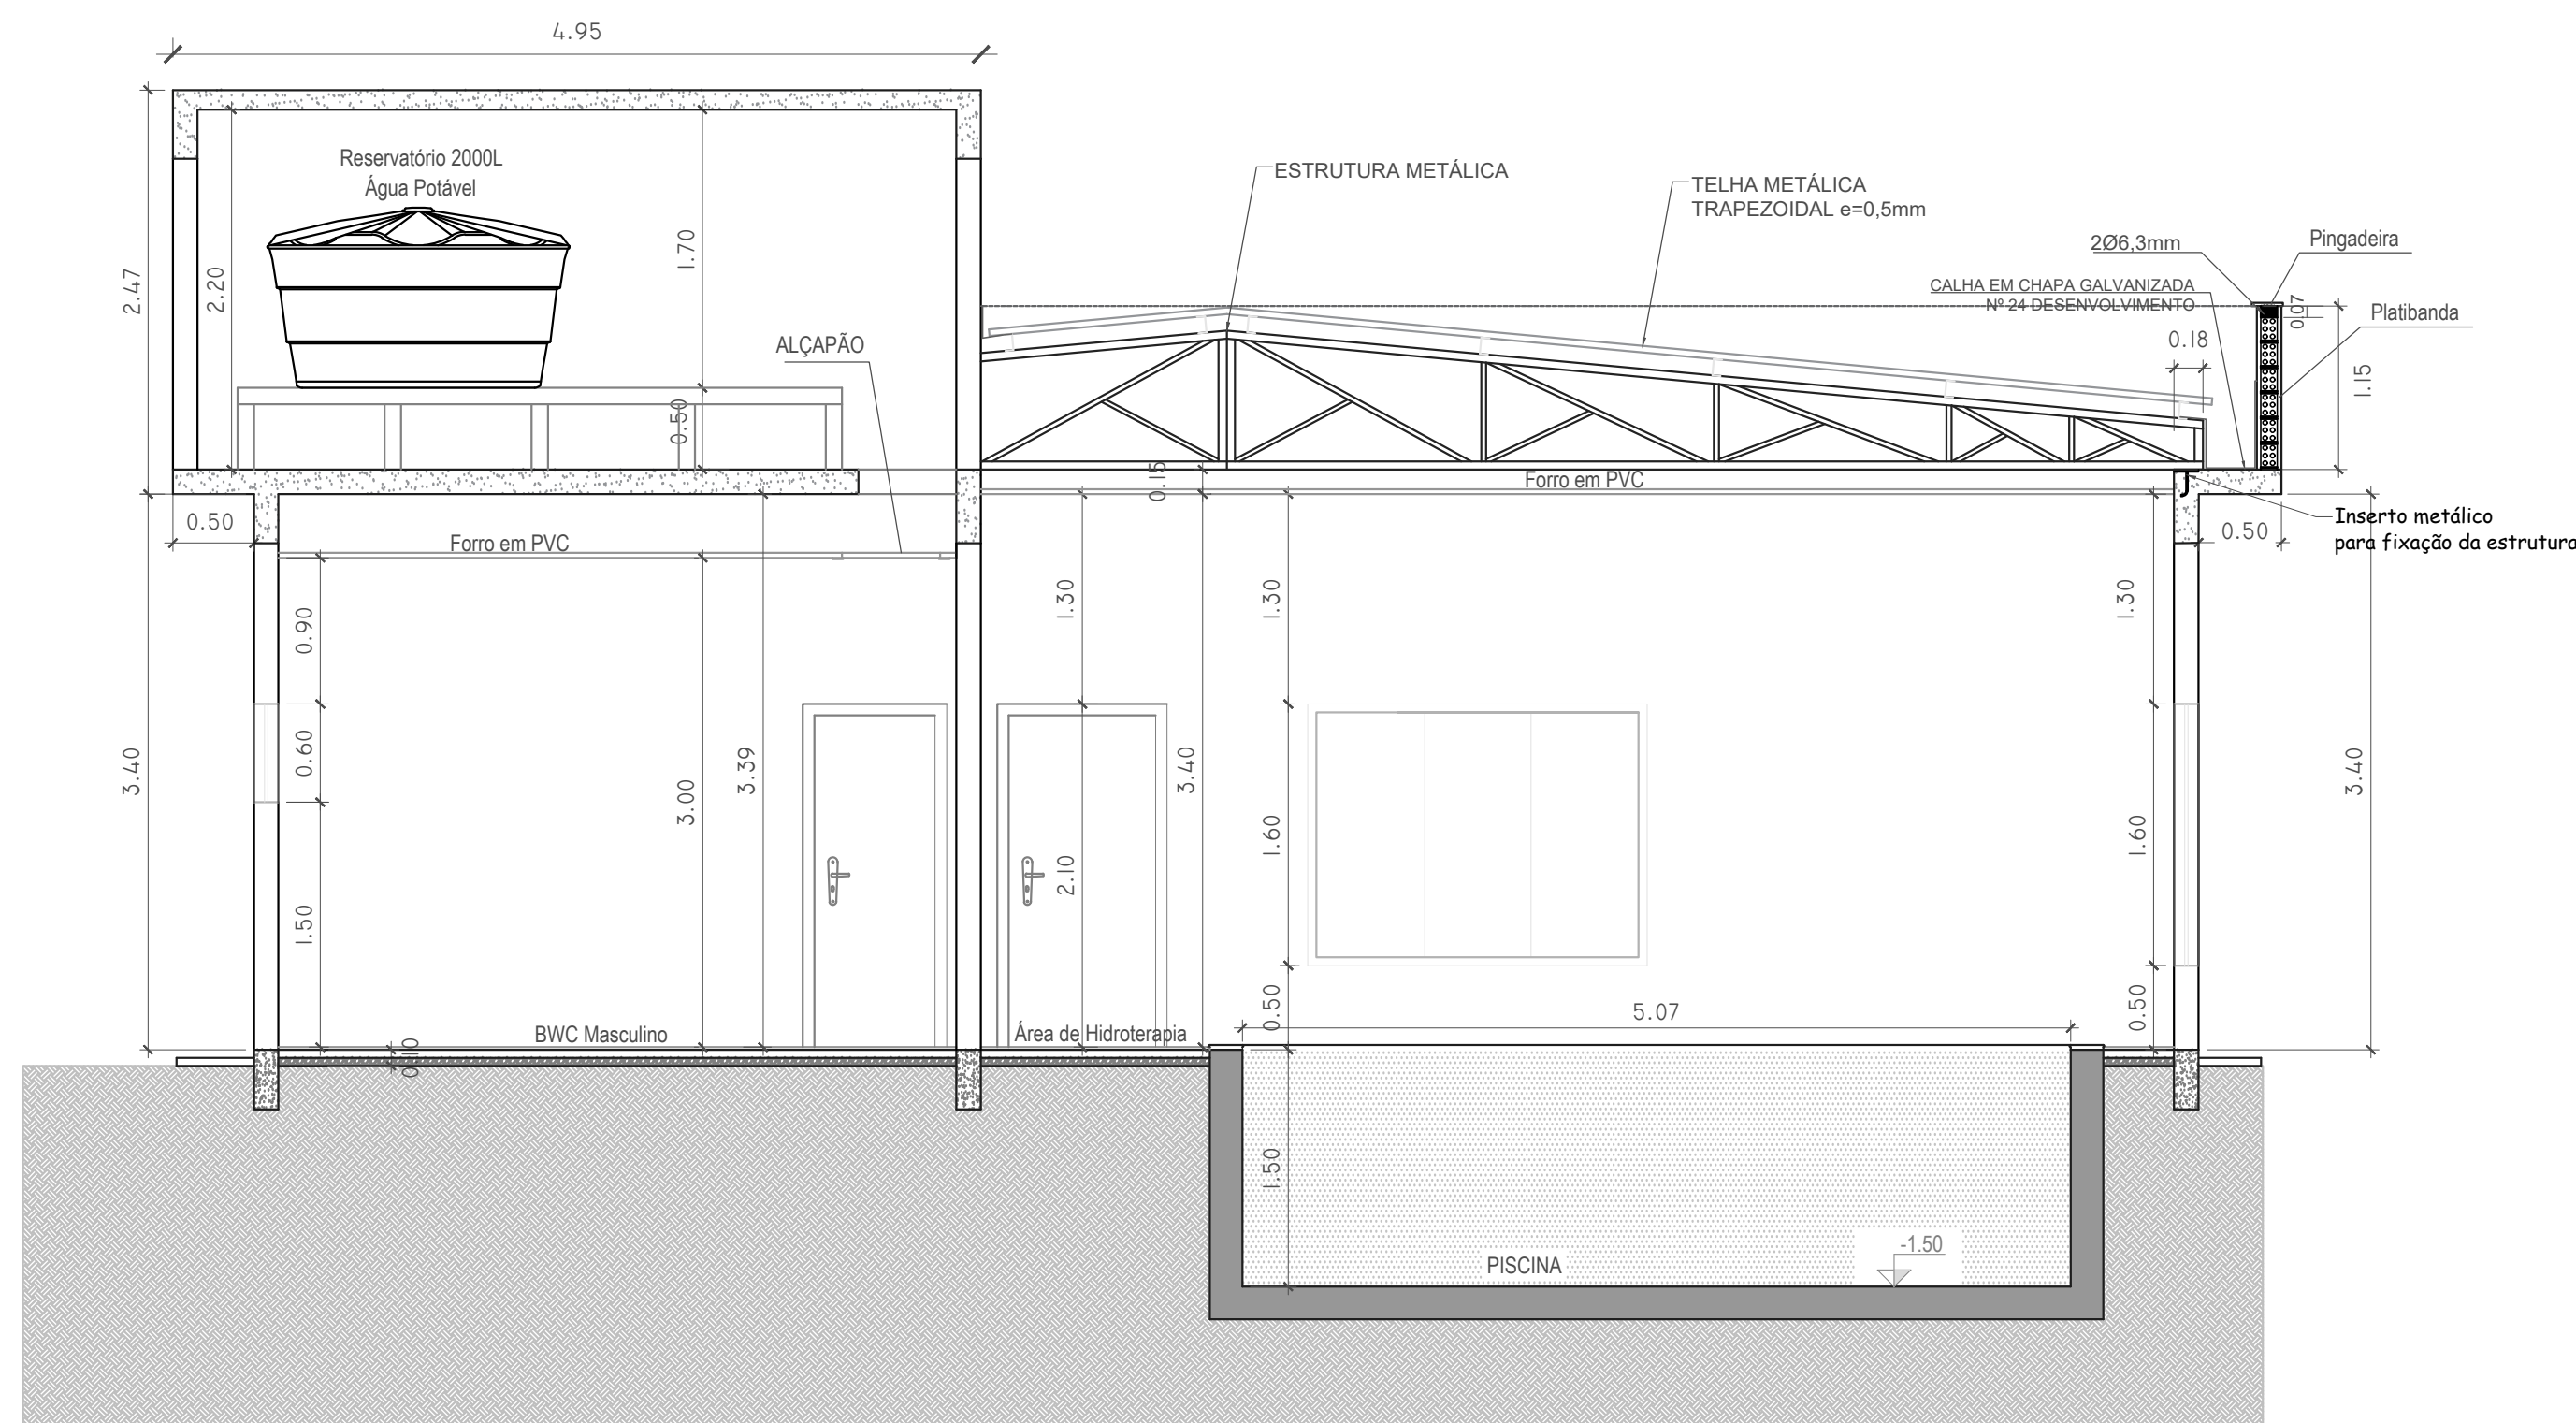 4.95
Reservatório 2000L
Água Potável
ESTRUTURA METÁLICA
TELHA METÁLICA
TRAPEZOIDAL e=0,5mm
2Ø6,3mm
Pingadeira
CALHA EM CHAPA GALVANIZADA
Nº 24 DESENVOLVIMENTO
0.07
Platibanda
2.47
2.20
1.70
ALÇAPÃO
0.18
1.15
0.50
0.15
Forro em PVC
0.50
Forro em PVC
Inserto metálico
para fixação da estrutura
0.50
0.90
1.30
1.30
1.30
3.40
0.60
3.00
3.39
3.40
3.40
1.60
1.60
2.10
1.50
0.50
0.50
5.07
BWC Masculino
Área de Hidroterapia
0.10
1.50
-1.50
PISCINA